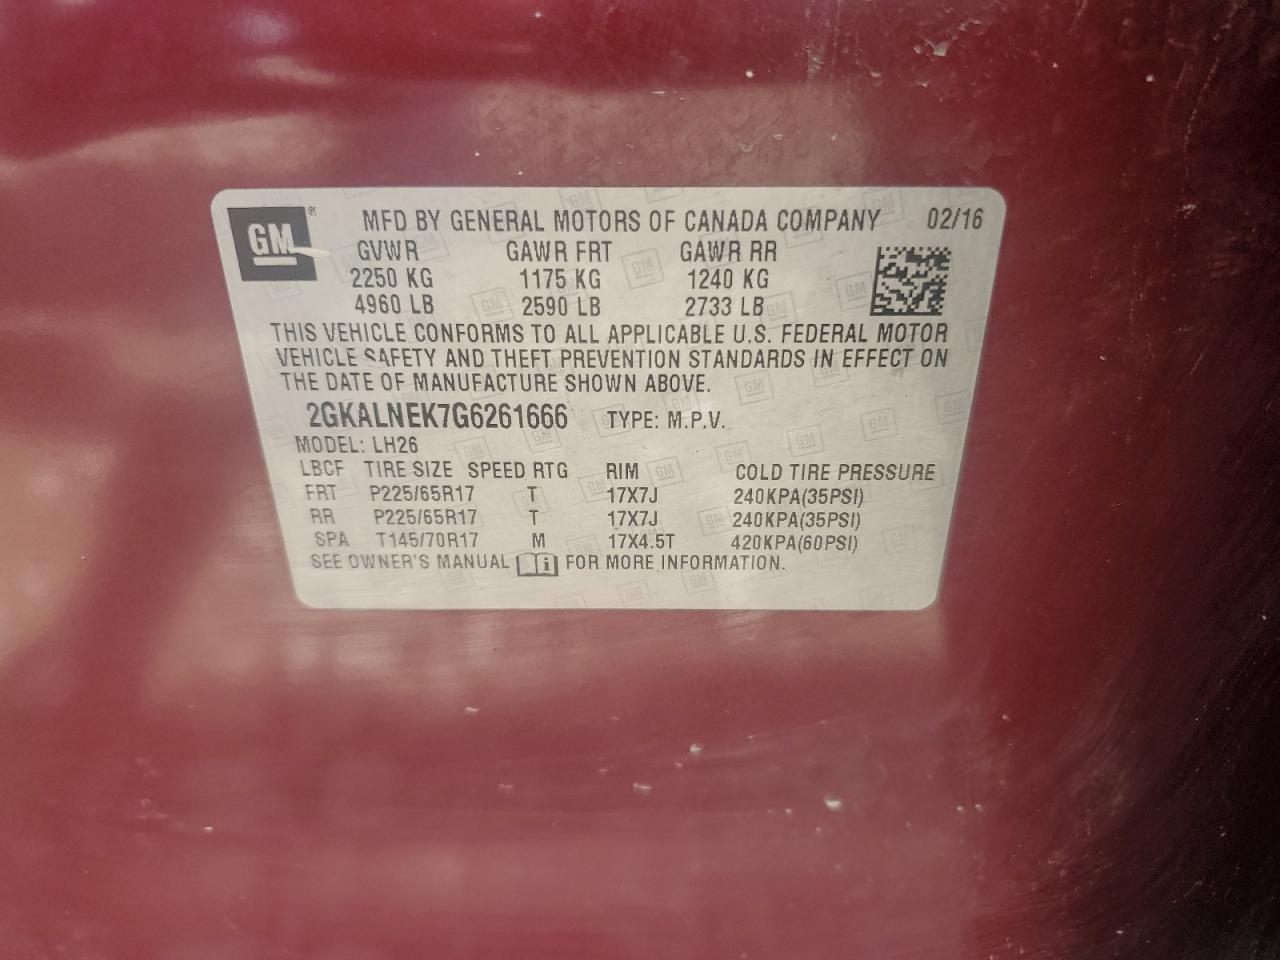 GM® MFD BY GENERAL MOTORS OF CANADA COMPANY 02/16
GVWR GAWR FRT GAWR RR
2250 KG 1175 KG 1240 KG
4960 LB 2590 LB 2733 LB
THIS VEHICLE CONFORMS TO ALL APPLICABLE U.S. FEDERAL MOTOR
VEHICLE SAFETY AND THEFT PREVENTION STANDARDS IN EFFECT ON
THE DATE OF MANUFACTURE SHOWN ABOVE.
2GKALNEK7G6261666 TYPE: M.P.V.
MODEL: LH26
LBCF TIRE SIZE SPEED RTG RIM COLD TIRE PRESSURE
FRT P225/65R17 T 17X7J 240KPA(35PSI)
RR P225/65R17 T 17X7J 240KPA(35PSI)
SPA T145/70R17 M 17X4.5T 420KPA(60PSI)
SEE OWNER'S MANUAL i FOR MORE INFORMATION.